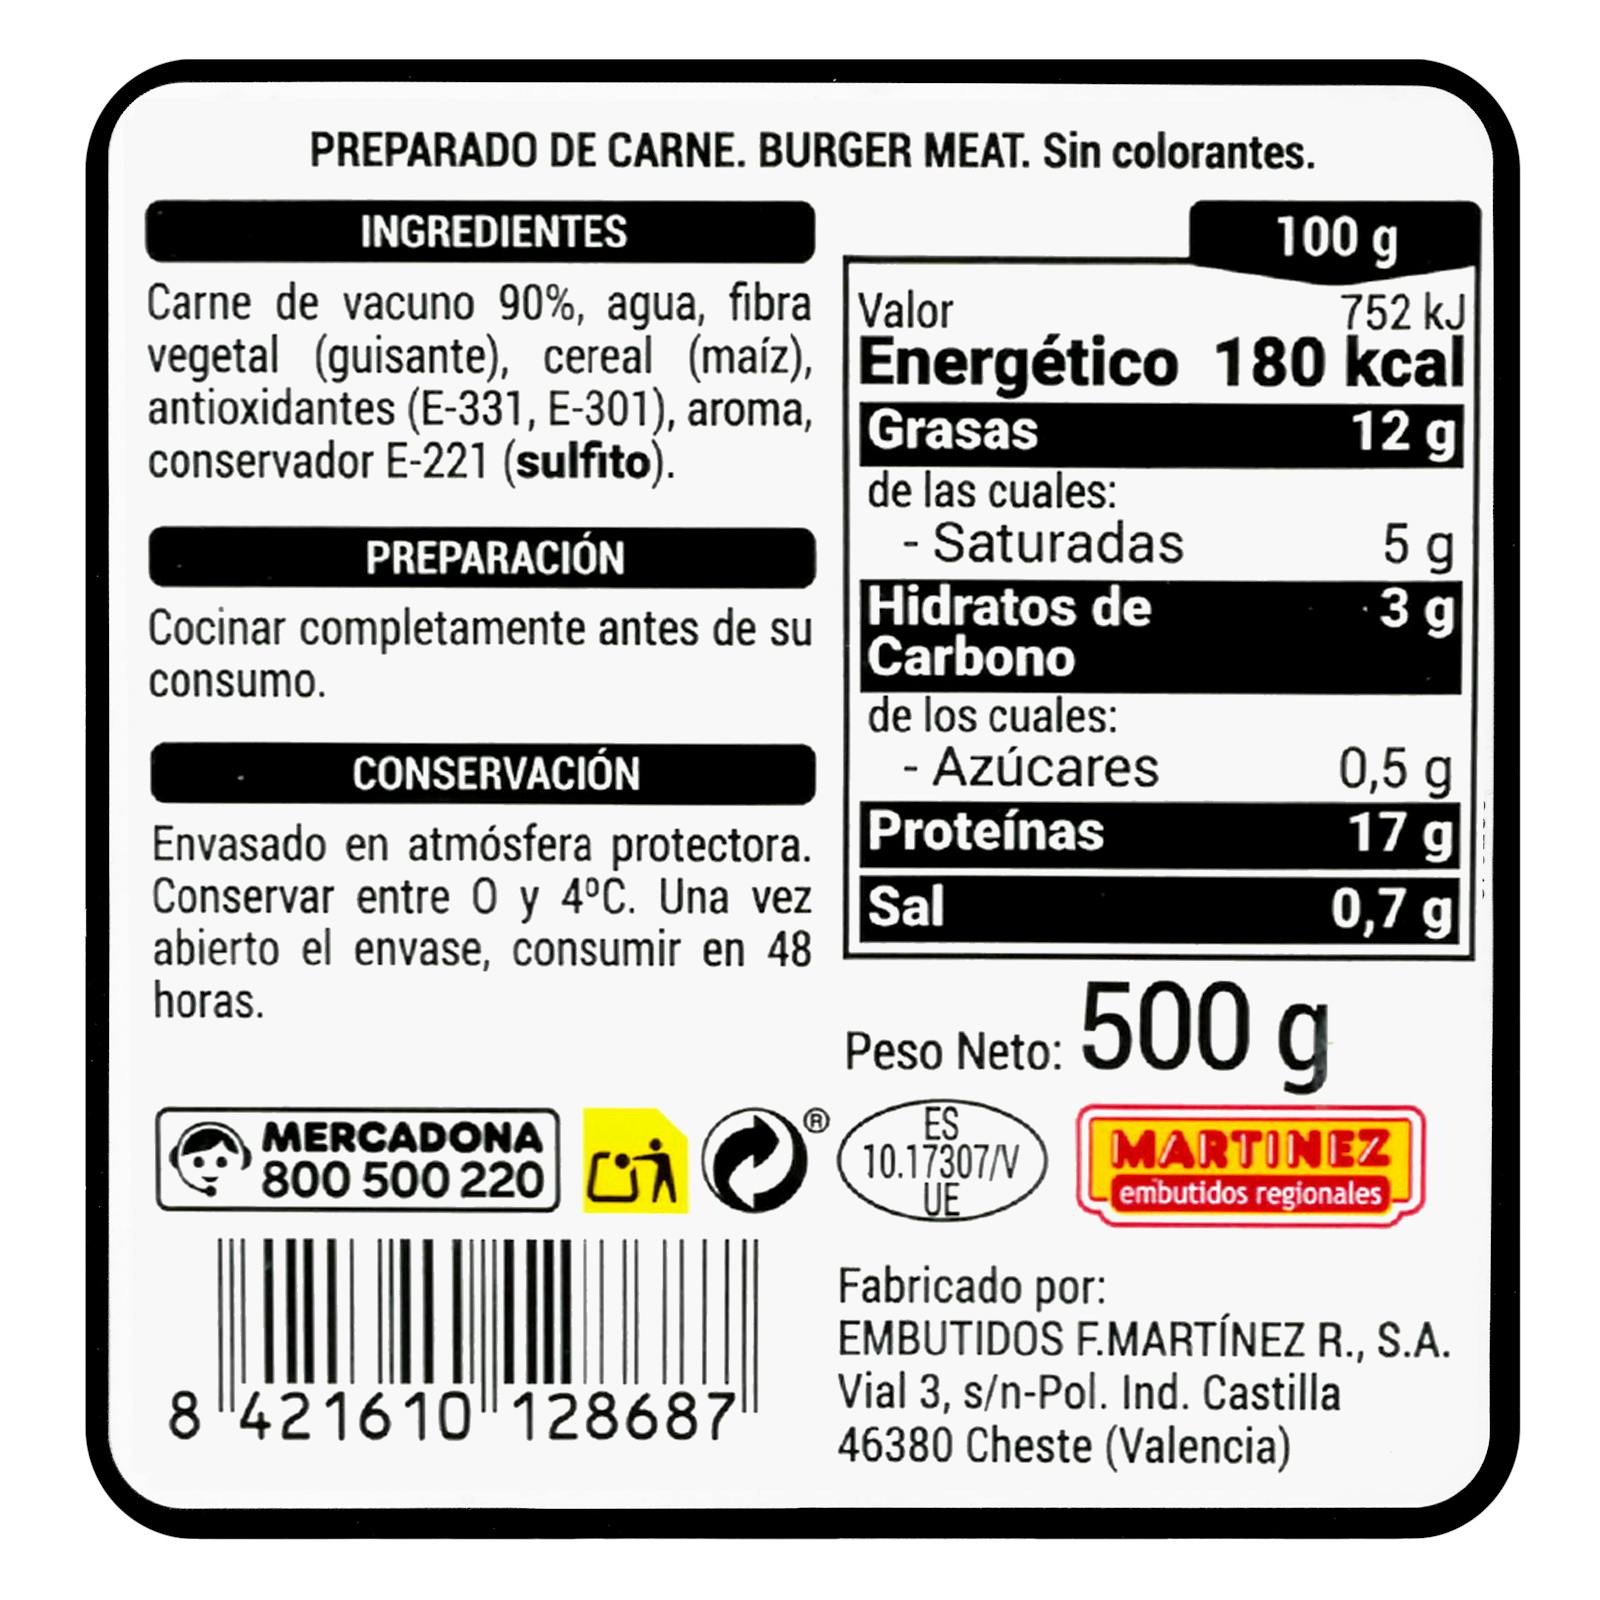 PREPARADO DE CARNE. BURGER MEAT. Sin colorantes.
INGREDIENTES
Carne de vacuno 90%, agua, fibra
vegetal (guisante), cereal (maíz),
antioxidantes (E-331, E-301), aroma,
conservador E-221 (sulfito).
PREPARACIÓN
Cocinar completamente antes de su
consumo.
CONSERVACIÓN
Envasado en atmósfera protectora.
Conservar entre 0 y 4ºC. Una vez
abierto el envase, consumir en 48
horas.
100 g
Valor 752 kJ
Energético 180 kcal
Grasas 12 g
de las cuales:
- Saturadas 5 g
Hidratos de 3 g
Carbono
de los cuales:
- Azúcares 0,5 g
Proteínas 17 g
Sal 0,7 g
Peso Neto: 500 g
MERCADONA
800 500 220
®
ES
10.17307/V
UE
MARTINEZ
embutidos regionales
8 421610 128687
Fabricado por:
EMBUTIDOS F.MARTÍNEZ R., S.A.
Vial 3, s/n-Pol. Ind. Castilla
46380 Cheste (Valencia)